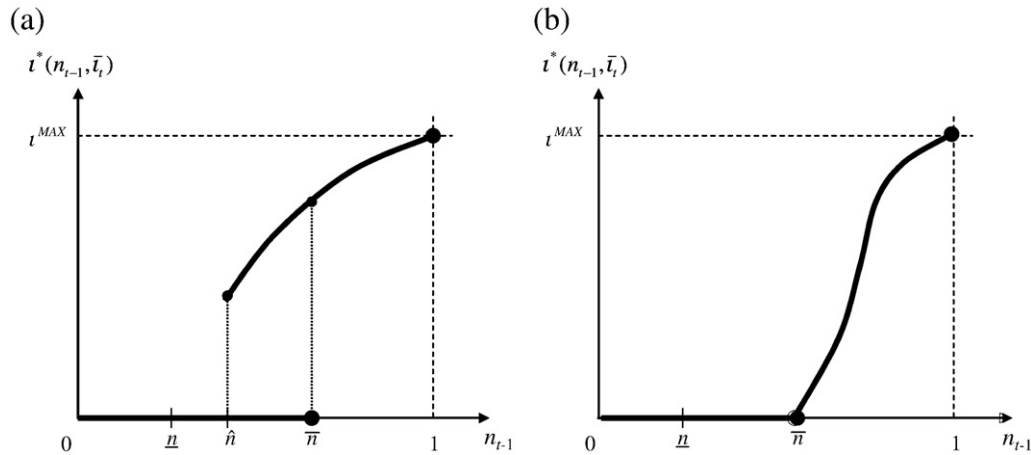 (a)
ι*(n_{t−1}, ῑ_t)
ι^{MAX}
0 n̲ n̂ n̄ 1 n_{t-1}
(b)
ι*(n_{t−1}, ῑ_t)
ι^{MAX}
0 n̲ n̄ 1 n_{t-1}